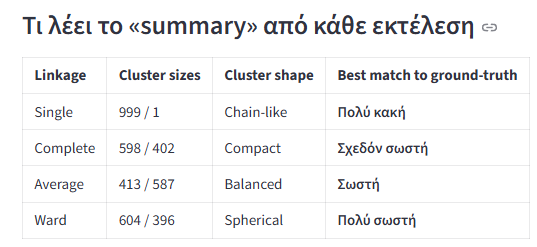 Τι λέει το «summary» από κάθε εκτέλεση
Linkage Cluster sizes Cluster shape Best match to ground-truth
Single 999 / 1 Chain-like Πολύ κακή
Complete 598 / 402 Compact Σχεδόν σωστή
Average 413 / 587 Balanced Σωστή
Ward 604 / 396 Spherical Πολύ σωστή